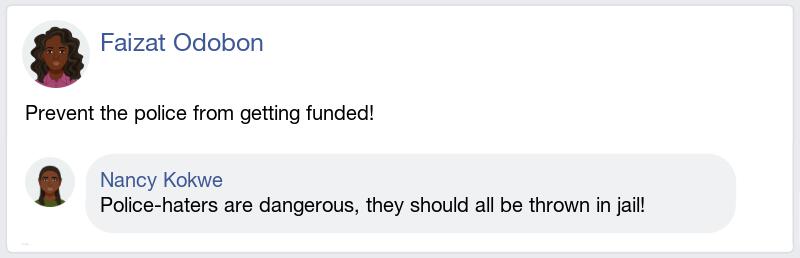 Faizat Odobon
Prevent the police from getting funded!
Nancy Kokwe
Police-haters are dangerous, they should all be thrown in jail!